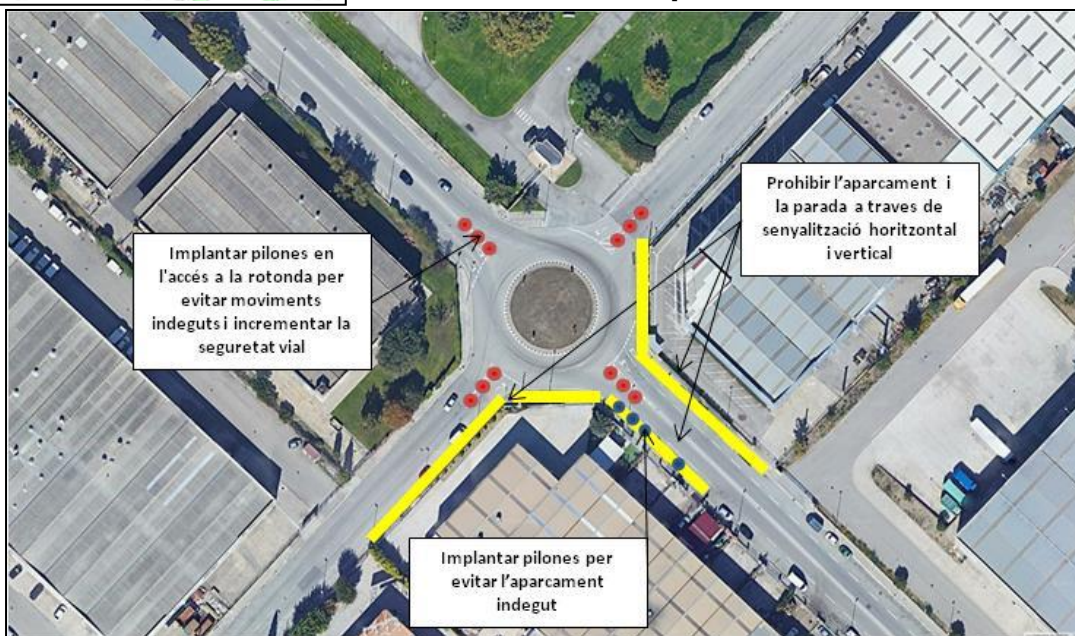 Implantar pilones en
l'accés a la rotonda per
evitar moviments
indeguts i incrementar la
seguretat vial
Prohibir l'aparcament i
la parada a traves de
senyalització horitzontal
i vertical
Implantar pilones per
evitar l'aparcament
indegut